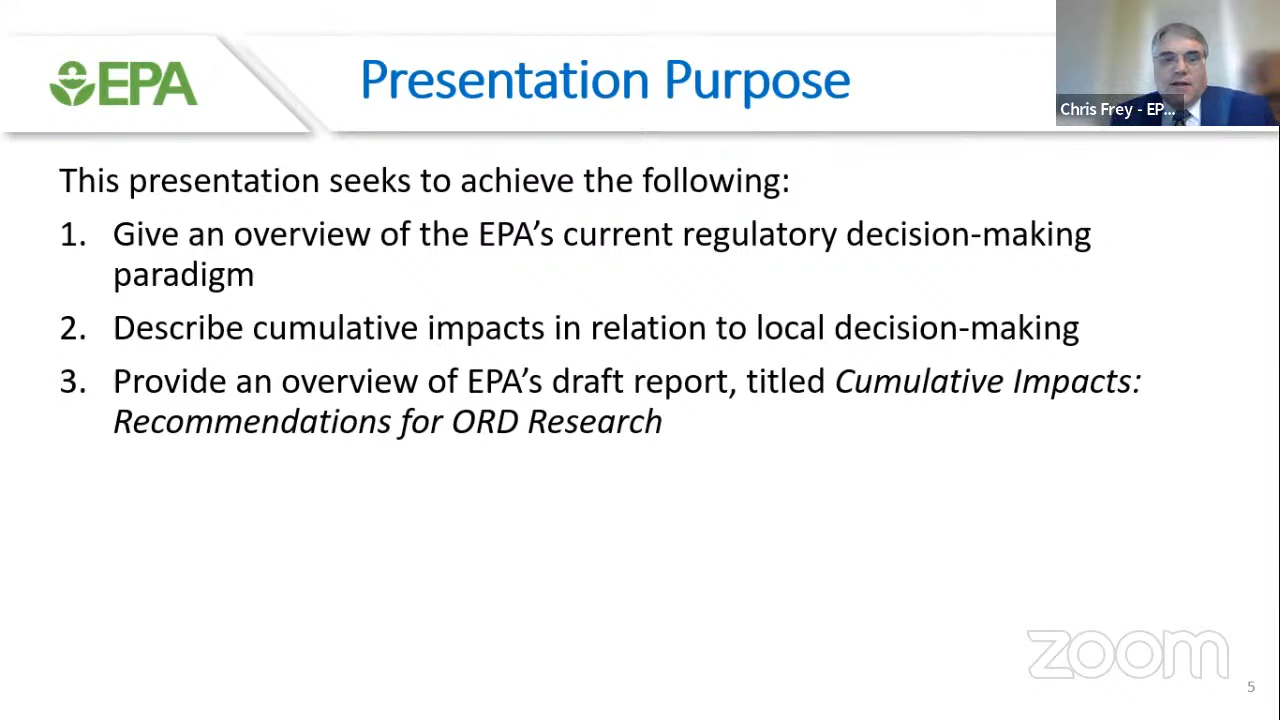 EPA
Presentation Purpose
Chris Frey - EP...
This presentation seeks to achieve the following:
1. Give an overview of the EPA’s current regulatory decision-making
paradigm
2. Describe cumulative impacts in relation to local decision-making
3. Provide an overview of EPA’s draft report, titled Cumulative Impacts:
Recommendations for ORD Research
zoom
5